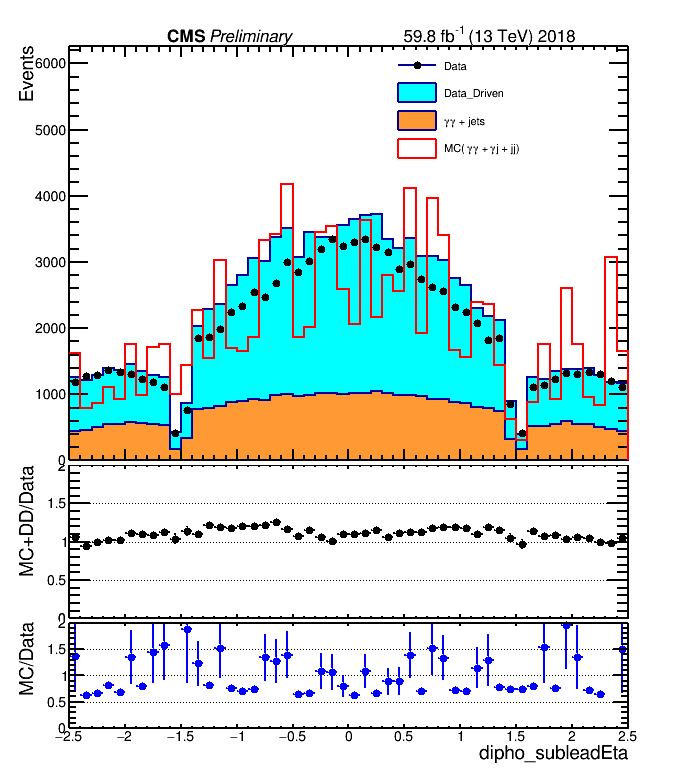 CMS Preliminary 59.8 fb⁻¹ (13 TeV) 2018
Events
6000
5000
4000
3000
2000
1000
0
Data
Data_Driven
γγ + jets
MC( γγ + γj + jj)
MC+DD/Data
2
1.5
1
0.5
0
MC/Data
2
1.5
1
0.5
0
−2.5 −2 −1.5 −1 −0.5 0 0.5 1 1.5 2 2.5
dipho_subleadEta